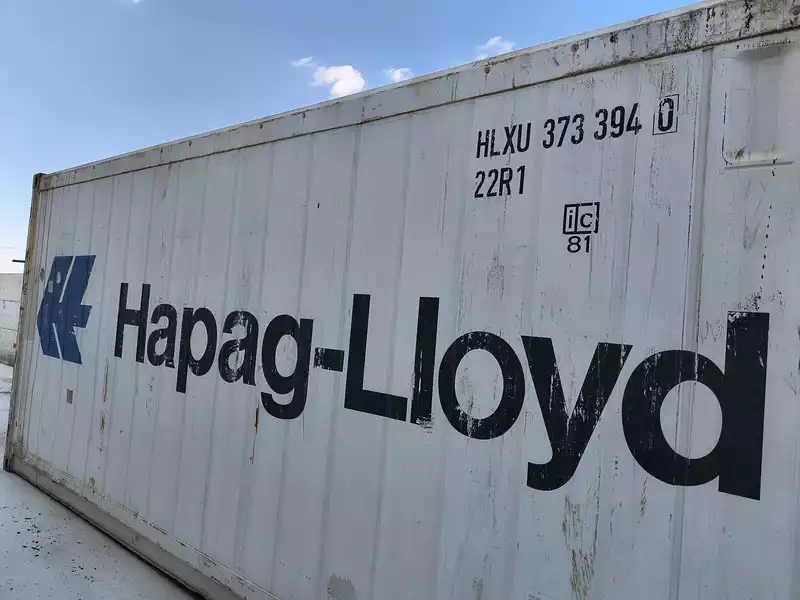 HLXU 373 394 0
22R1
ic
81
Hapag-Lloyd